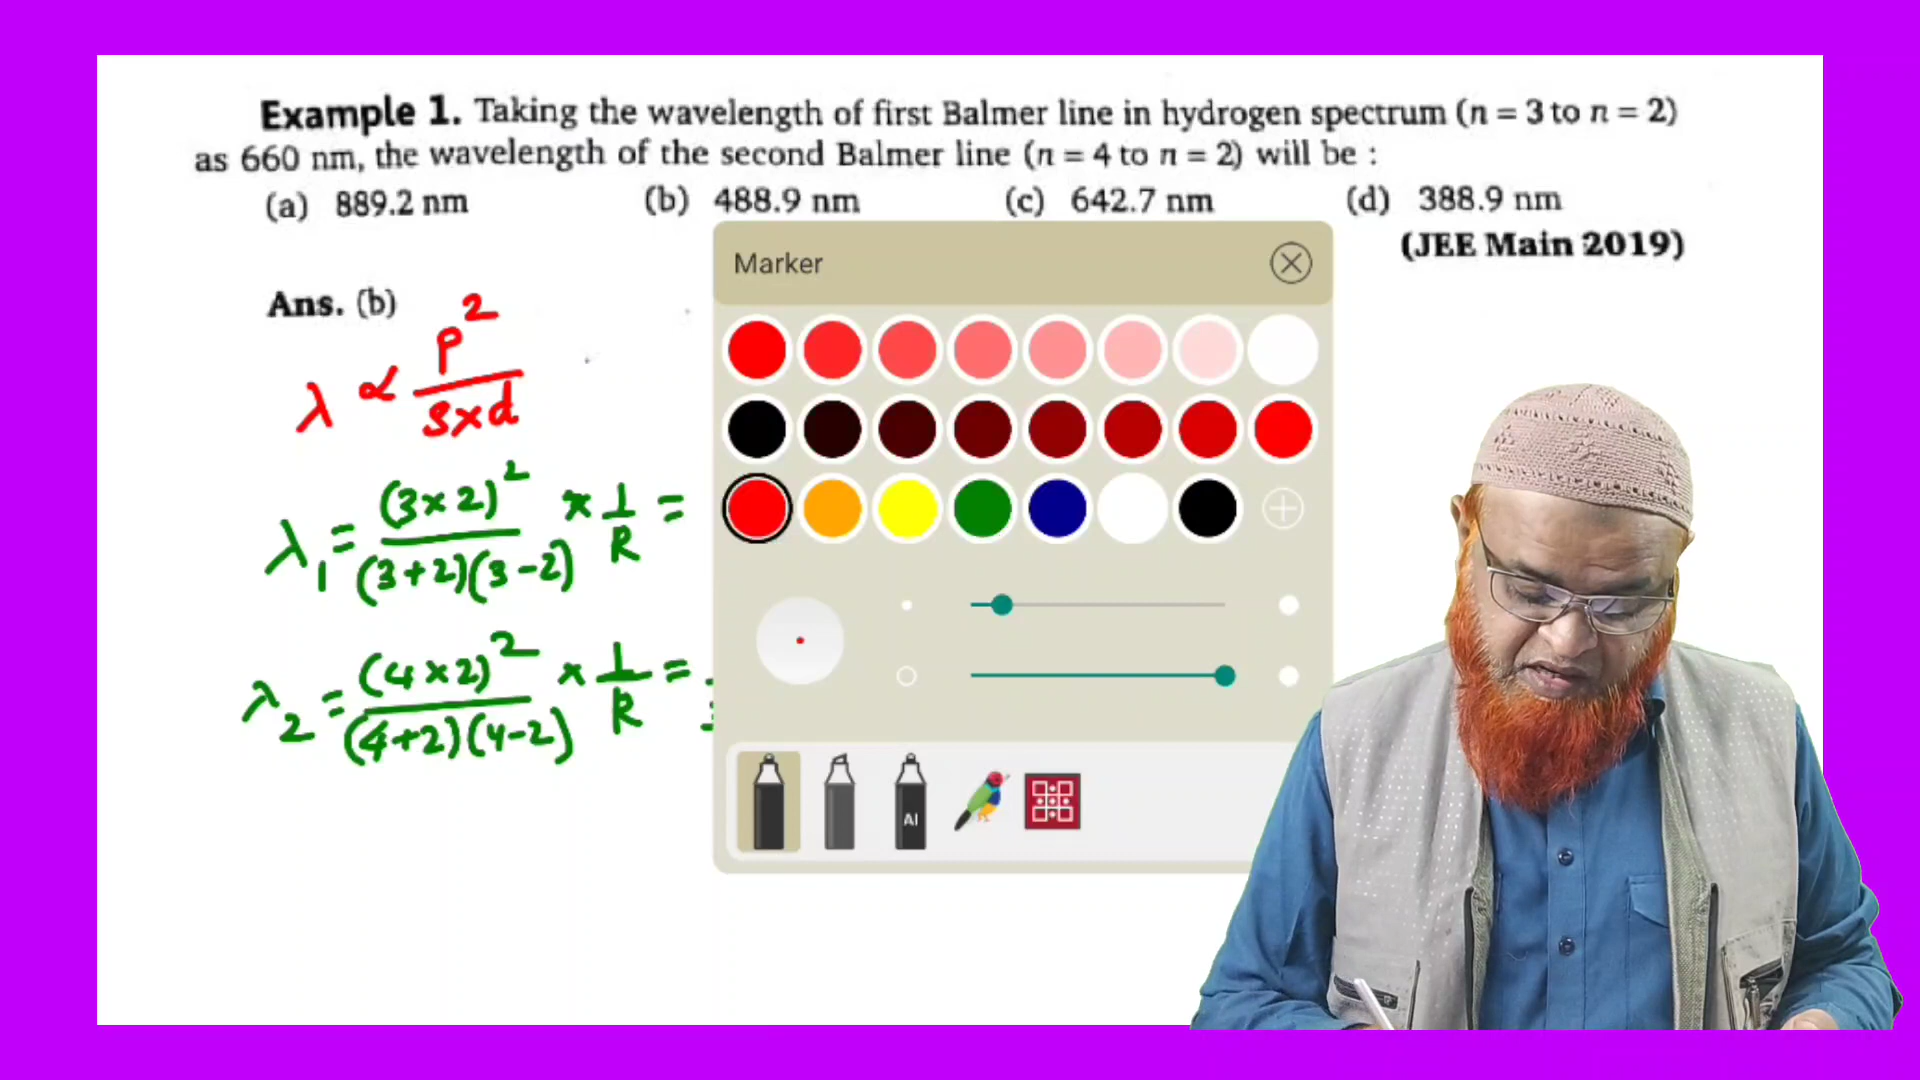 Example 1. Taking the wavelength of first Balmer line in hydrogen spectrum (n = 3 to n = 2)
as 660 nm, the wavelength of the second Balmer line (n = 4 to n = 2) will be :
(a) 889.2 nm (b) 488.9 nm (c) 642.7 nm (d) 388.9 nm
(JEE Main 2019)
Marker
Ans. (b)
λ ∝ P² / s×d
λ₁ = (3×2)² / (3+2)(3-2) × 1/R =
λ₂ = (4×2)² / (4+2)(4-2) × 1/R =
AI